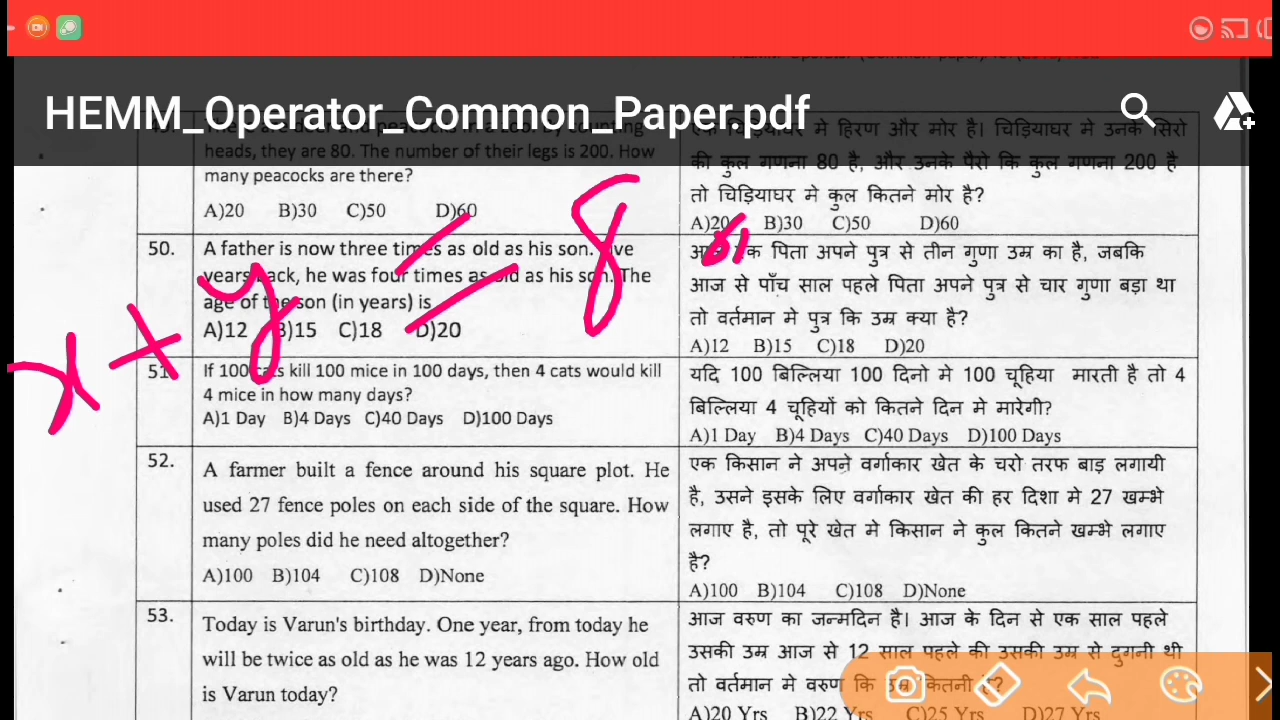 HEMM_Operator_Common_Paper.pdf
heads, they are 80. The number of their legs is 200. How
many peacocks are there?
A)20 B)30 C)50 D)60
की कुल गणना 80 है, और उनके पैरो कि कुल गणना 200 है
तो चिड़ियाघर मे कुल कितने मोर है?
A)20 B)30 C)50 D)60
50.
A father is now three times as old as his son.
years back, he was four times as old as his son. The
age of the son (in years) is
A)12 B)15 C)18 D)20
पिता अपने पुत्र से तीन गुणा उम्र का है, जबकि
आज से पाँच साल पहले पिता अपने पुत्र से चार गुणा बड़ा था
तो वर्तमान मे पुत्र कि उम्र क्या है?
A)12 B)15 C)18 D)20
x + y = 8
51
If 100 cats kill 100 mice in 100 days, then 4 cats would kill
4 mice in how many days?
A)1 Day B)4 Days C)40 Days D)100 Days
यदि 100 बिल्लिया 100 दिनो मे 100 चूहिया मारती है तो 4
बिल्लिया 4 चूहियों को कितने दिन मे मारेगी?
A)1 Day B)4 Days C)40 Days D)100 Days
52.
A farmer built a fence around his square plot. He
used 27 fence poles on each side of the square. How
many poles did he need altogether?
A)100 B)104 C)108 D)None
एक किसान ने अपने वर्गाकार खेत के चरो तरफ बाड़ लगायी
है, उसने इसके लिए वर्गाकार खेत की हर दिशा मे 27 खम्भे
लगाए है, तो पूरे खेत मे किसान ने कुल कितने खम्भे लगाए
है?
A)100 B)104 C)108 D)None
53.
Today is Varun's birthday. One year, from today he
will be twice as old as he was 12 years ago. How old
is Varun today?
आज वरुण का जन्मदिन है। आज के दिन से एक साल पहले
उसकी उम्र आज से 12 साल पहले की उसकी उम्र से दुगनी थी
तो वर्तमान मे वरुण कि उम्र कितनी है?
A)20 Yrs B)22 Yrs C)25 Yrs D)27 Yrs